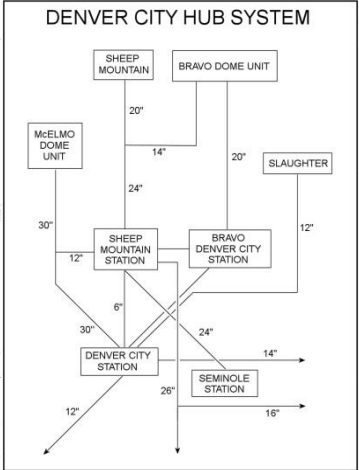 DENVER CITY HUB SYSTEM
SHEEP
MOUNTAIN
BRAVO DOME UNIT
20"
McELMO
DOME
UNIT
14"
20"
SLAUGHTER
24"
30"
12"
SHEEP
MOUNTAIN
STATION
BRAVO
DENVER CITY
STATION
12"
6"
30"
24"
DENVER CITY
STATION
14"
SEMINOLE
STATION
26"
12"
16"